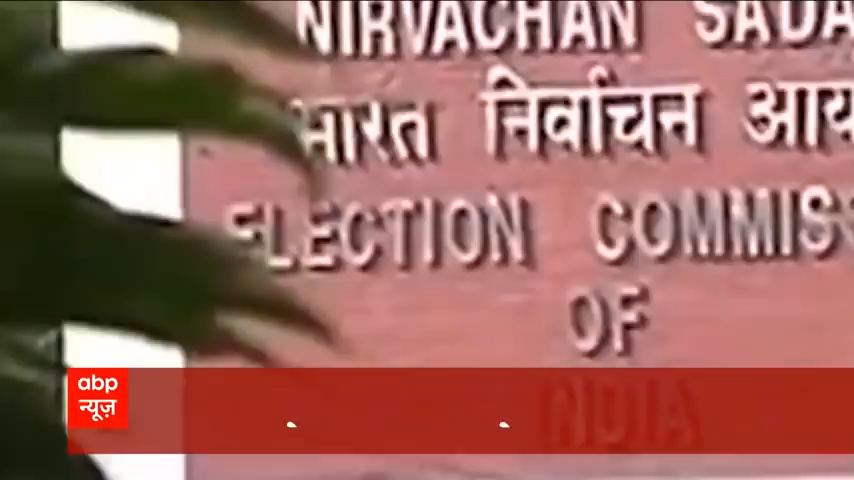 NIRVACHAN SADA
भारत निर्वाचन आय
ELECTION COMMISS
OF
INDIA
abp
न्यूज़